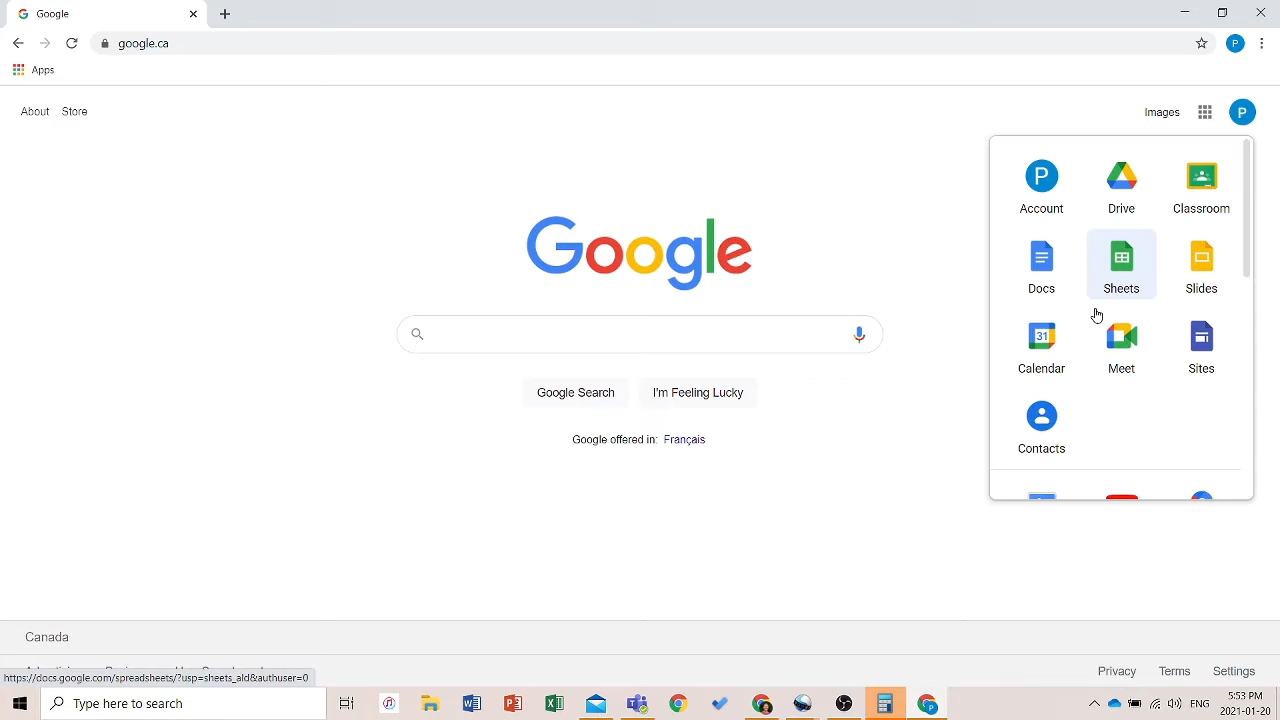 Google
google.ca
P
Apps
About Store
Images
P
P
Account Drive Classroom
Docs Sheets Slides
31
Calendar Meet Sites
Contacts
Google
Google Search I'm Feeling Lucky
Google offered in: Français
Canada
Privacy Terms Settings
https://docs.google.com/spreadsheets/?usp=sheets_ald&authuser=0
Type here to search
ENG
5:53 PM
2021-01-20